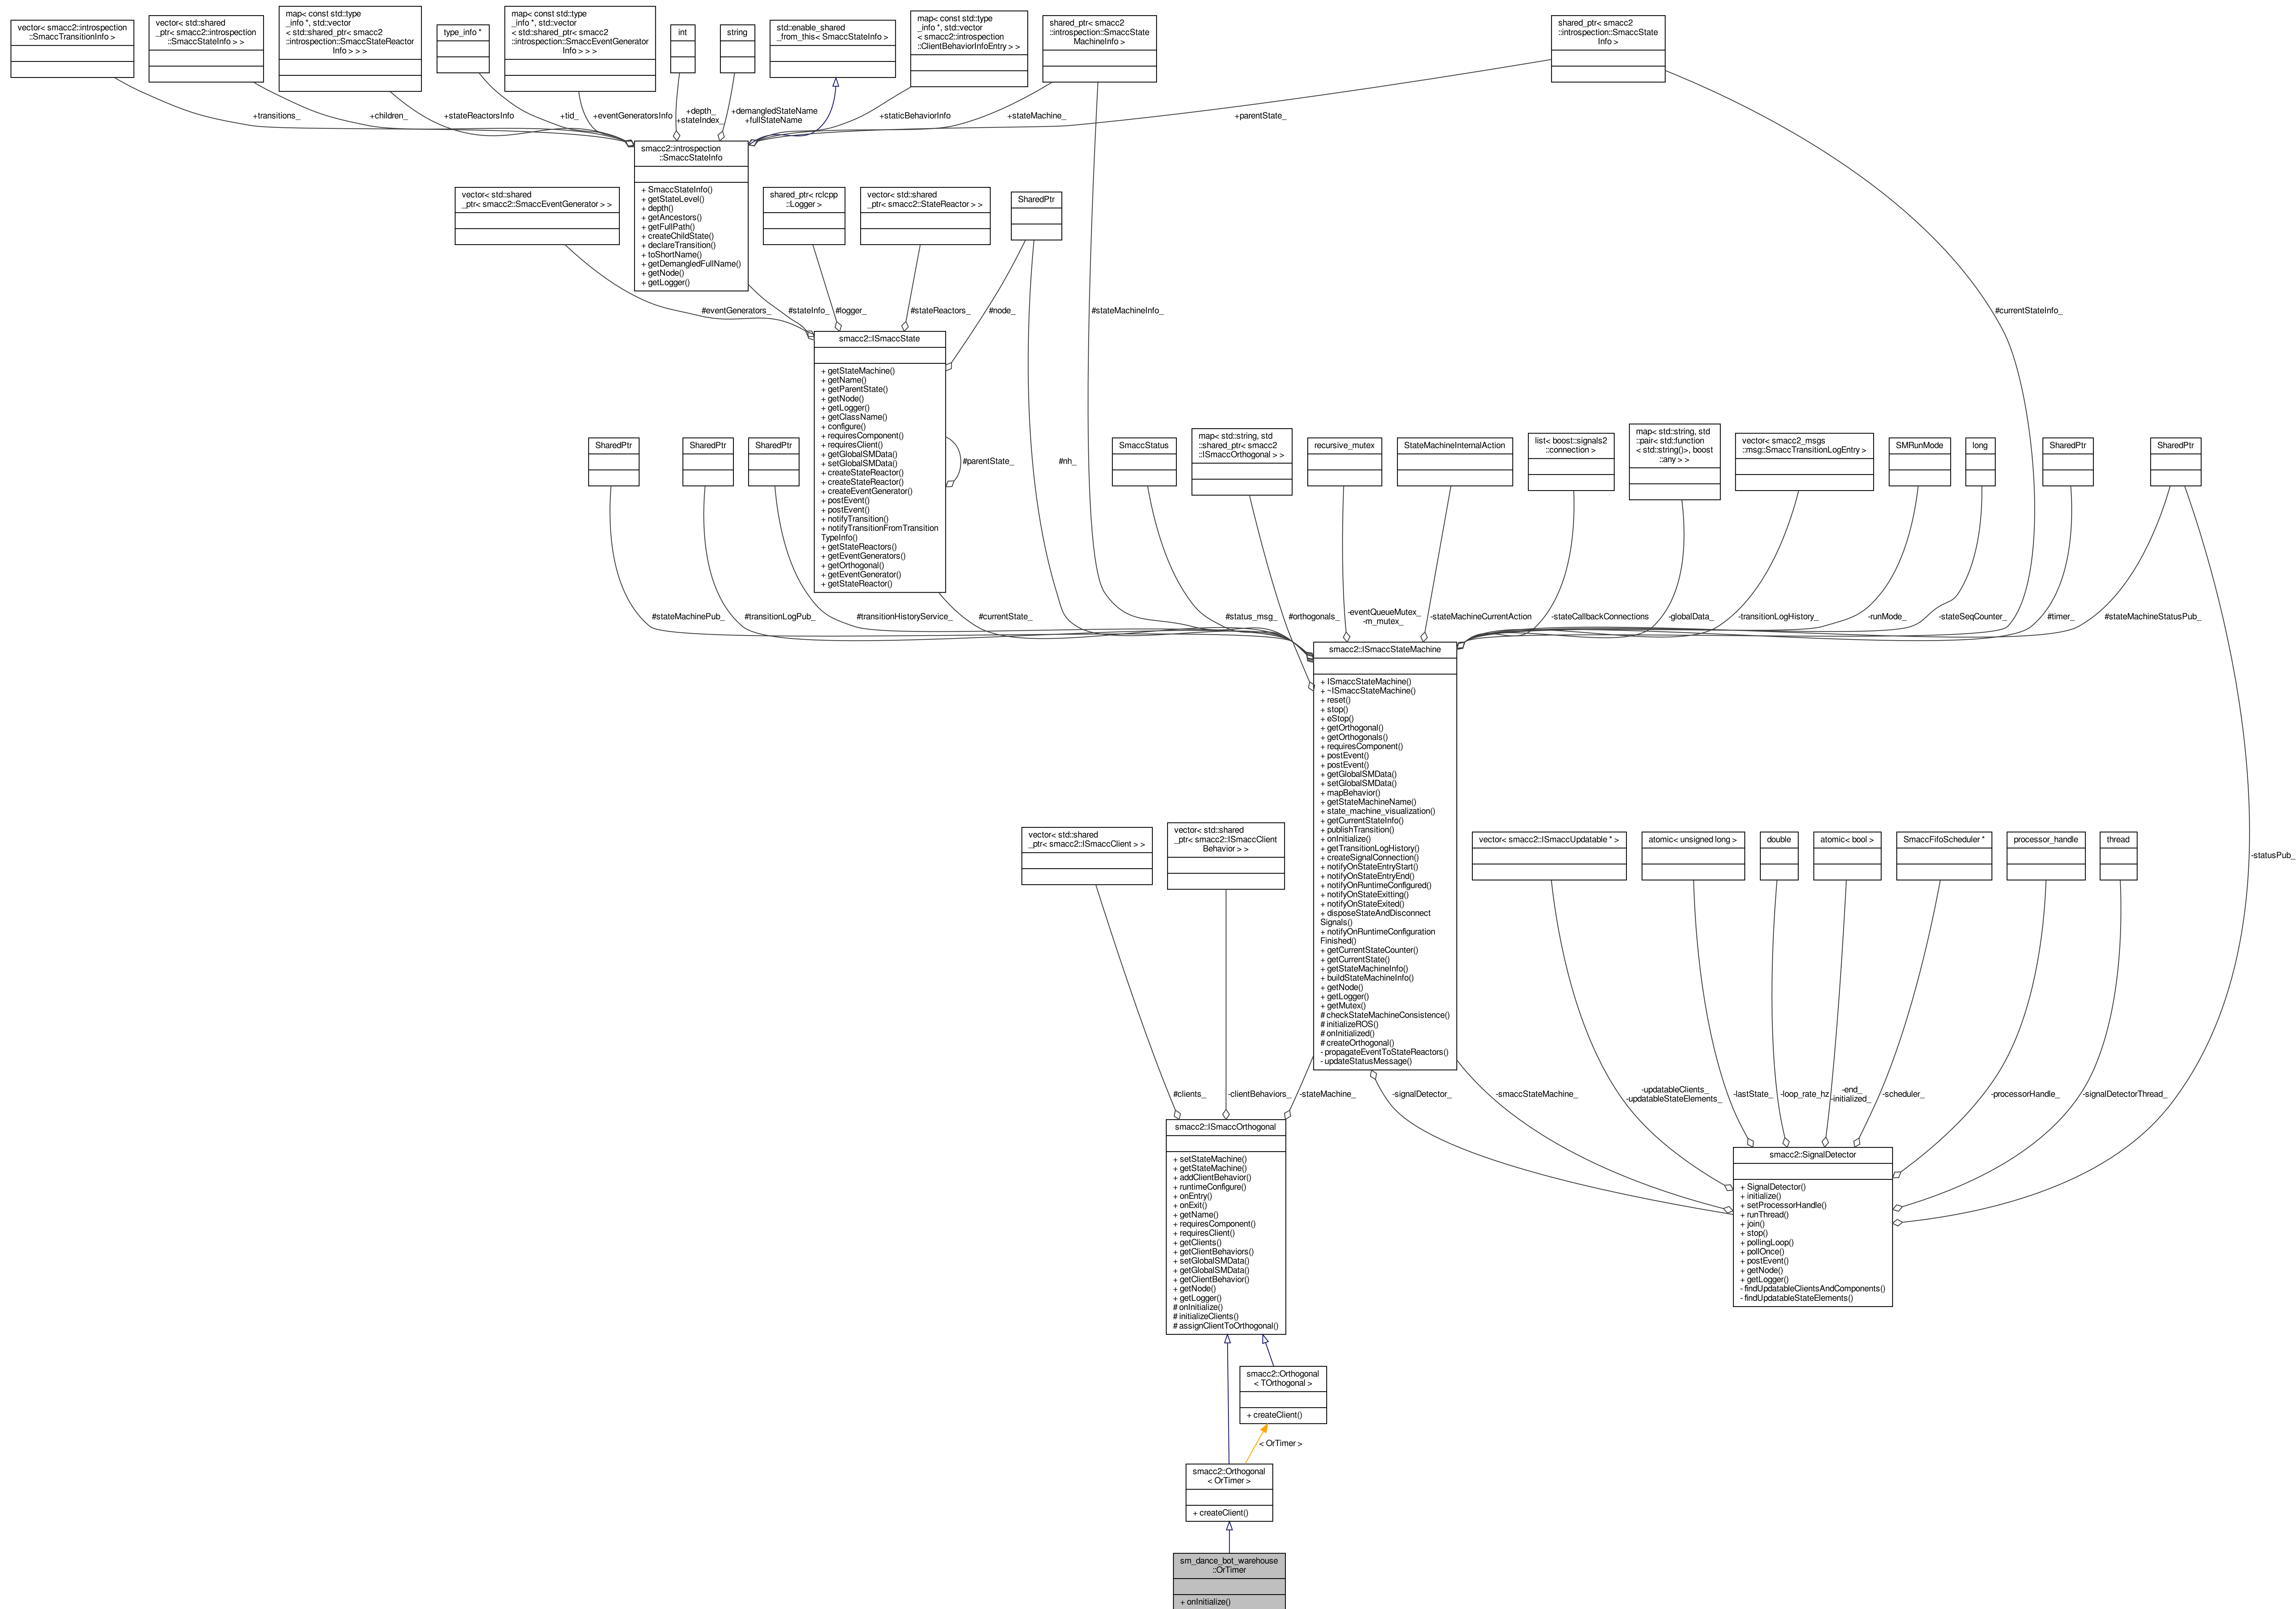 vector< smacc2::introspection
::SmaccTransitionInfo >
vector< std::shared
_ptr< smacc2::introspection
::SmaccStateInfo > >
map< const std::type
_info *, std::vector
< std::shared_ptr< smacc2
::introspection::SmaccStateReactor
Info > > >
type_info *
map< const std::type
_info *, std::vector
< std::shared_ptr< smacc2
::introspection::SmaccEventGenerator
Info > > >
int
string
std::enable_shared
_from_this< SmaccStateInfo >
map< const std::type
_info *, std::vector
< smacc2::introspection
::ClientBehaviorInfoEntry > >
shared_ptr< smacc2
::introspection::SmaccState
MachineInfo >
shared_ptr< smacc2
::introspection::SmaccState
Info >
+transitions_
+children_
+stateReactorsInfo
+tid_
+eventGeneratorsInfo
+depth_
+stateIndex_
+demangledStateName
+fullStateName
+staticBehaviorInfo
+stateMachine_
+parentState_
smacc2::introspection
::SmaccStateInfo
+ SmaccStateInfo()
+ getStateLevel()
+ depth()
+ getAncestors()
+ getFullPath()
+ createChildState()
+ declareTransition()
+ toShortName()
+ getDemangledFullName()
+ getNode()
+ getLogger()
vector< std::shared
_ptr< smacc2::SmaccEventGenerator > >
shared_ptr< rclcpp
::Logger >
vector< std::shared
_ptr< smacc2::StateReactor > >
SharedPtr
#eventGenerators_
#stateInfo_
#logger_
#stateReactors_
#node_
#stateMachineInfo_
#currentStateInfo_
smacc2::ISmaccState
+ getStateMachine()
+ getName()
+ getParentState()
+ getNode()
+ getLogger()
+ getClassName()
+ configure()
+ requiresComponent()
+ requiresClient()
+ getGlobalSMData()
+ setGlobalSMData()
+ createStateReactor()
+ createStateReactor()
+ createEventGenerator()
+ postEvent()
+ postEvent()
+ notifyTransition()
+ notifyTransitionFromTransition
TypeInfo()
+ getStateReactors()
+ getEventGenerators()
+ getOrthogonal()
+ getEventGenerator()
+ getStateReactor()
#parentState_
#nh_
SharedPtr
SharedPtr
SharedPtr
SmaccStatus
map< std::string, std
::shared_ptr< smacc2
::ISmaccOrthogonal > >
recursive_mutex
StateMachineInternalAction
list< boost::signals2
::connection >
map< std::string, std
::pair< std::function
< std::string()>, boost
::any > >
vector< smacc2_msgs
::msg::SmaccTransitionLogEntry >
SMRunMode
long
SharedPtr
SharedPtr
#stateMachinePub_
#transitionLogPub_
#transitionHistoryService_
#currentState_
#status_msg_
#orthogonals_
-eventQueueMutex_
-m_mutex_
-stateMachineCurrentAction
-stateCallbackConnections
-globalData_
-transitionLogHistory_
-runMode_
-stateSeqCounter_
#timer_
#stateMachineStatusPub_
smacc2::ISmaccStateMachine
+ ISmaccStateMachine()
+ ~ISmaccStateMachine()
+ reset()
+ stop()
+ eStop()
+ getOrthogonal()
+ getOrthogonals()
+ requiresComponent()
+ postEvent()
+ postEvent()
+ getGlobalSMData()
+ setGlobalSMData()
+ mapBehavior()
+ getStateMachineName()
+ state_machine_visualization()
+ getCurrentStateInfo()
+ publishTransition()
+ onInitialize()
+ getTransitionLogHistory()
+ createSignalConnection()
+ notifyOnStateEntryStart()
+ notifyOnStateEntryEnd()
+ notifyOnRuntimeConfigured()
+ notifyOnStateExitting()
+ notifyOnStateExited()
+ disposeStateAndDisconnect
Signals()
+ notifyOnRuntimeConfiguration
Finished()
+ getCurrentStateCounter()
+ getCurrentState()
+ getStateMachineInfo()
+ buildStateMachineInfo()
+ getNode()
+ getLogger()
+ getMutex()
# checkStateMachineConsistence()
# initializeROS()
# onInitialized()
# createOrthogonal()
- propagateEventToStateReactors()
- updateStatusMessage()
vector< std::shared
_ptr< smacc2::ISmaccClient > >
vector< std::shared
_ptr< smacc2::ISmaccClient
Behavior > >
vector< smacc2::ISmaccUpdatable * >
atomic< unsigned long >
double
atomic< bool >
SmaccFifoScheduler *
processor_handle
thread
-statusPub_
#clients_
-clientBehaviors_
-stateMachine_
-signalDetector_
-smaccStateMachine_
-updatableClients_
-updatableStateElements_
-lastState_
-loop_rate_hz
-end_
-initialized_
-scheduler_
-processorHandle_
-signalDetectorThread_
smacc2::ISmaccOrthogonal
+ setStateMachine()
+ getStateMachine()
+ addClientBehavior()
+ runtimeConfigure()
+ onEntry()
+ onExit()
+ getName()
+ requiresComponent()
+ requiresClient()
+ getClients()
+ getClientBehaviors()
+ setGlobalSMData()
+ getGlobalSMData()
+ getClientBehavior()
+ getNode()
+ getLogger()
# onInitialize()
# initializeClients()
# assignClientToOrthogonal()
smacc2::SignalDetector
+ SignalDetector()
+ initialize()
+ setProcessorHandle()
+ runThread()
+ join()
+ stop()
+ pollingLoop()
+ pollOnce()
+ postEvent()
+ getNode()
+ getLogger()
- findUpdatableClientsAndComponents()
- findUpdatableStateElements()
smacc2::Orthogonal
< TOrthogonal >
+ createClient()
< OrTimer >
smacc2::Orthogonal
< OrTimer >
+ createClient()
sm_dance_bot_warehouse
::OrTimer
+ onInitialize()